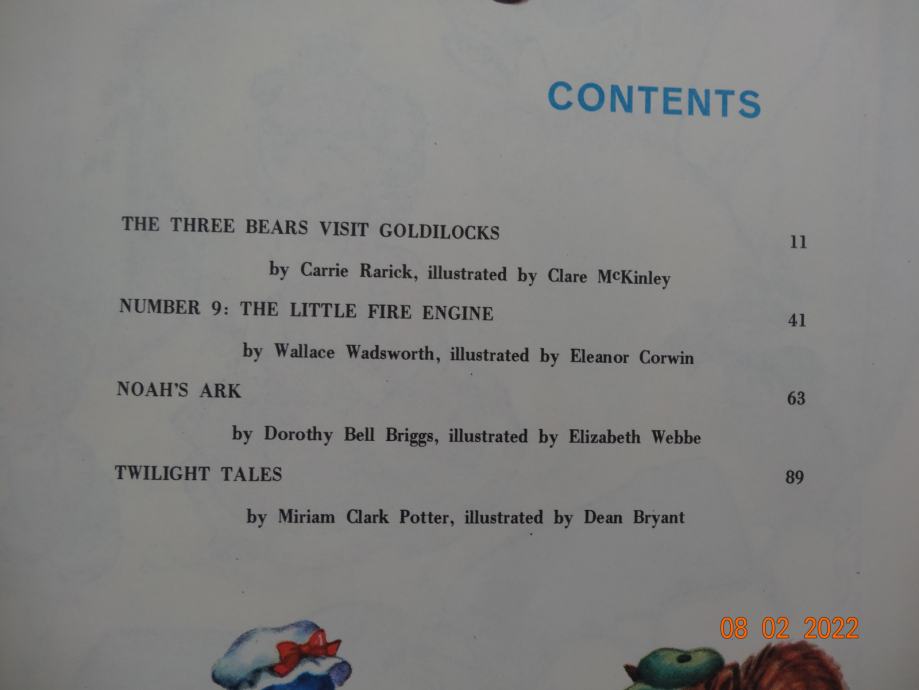 CONTENTS
THE THREE BEARS VISIT GOLDILOCKS 11
by Carrie Rarick, illustrated by Clare McKinley
NUMBER 9: THE LITTLE FIRE ENGINE 41
by Wallace Wadsworth, illustrated by Eleanor Corwin
NOAH'S ARK 63
by Dorothy Bell Briggs, illustrated by Elizabeth Webbe
TWILIGHT TALES 89
by Miriam Clark Potter, illustrated by Dean Bryant
08 02 2022